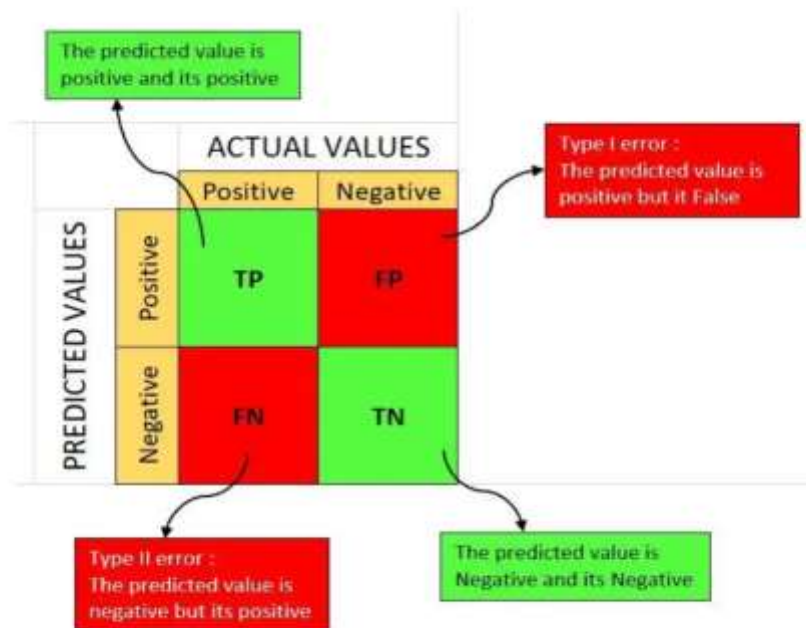 The predicted value is
positive and its positive
Type I error :
The predicted value is
positive but it False
ACTUAL VALUES
Positive
Negative
PREDICTED VALUES
Positive
TP
FP
Negative
FN
TN
Type II error :
The predicted value is
negative but its positive
The predicted value is
Negative and its Negative